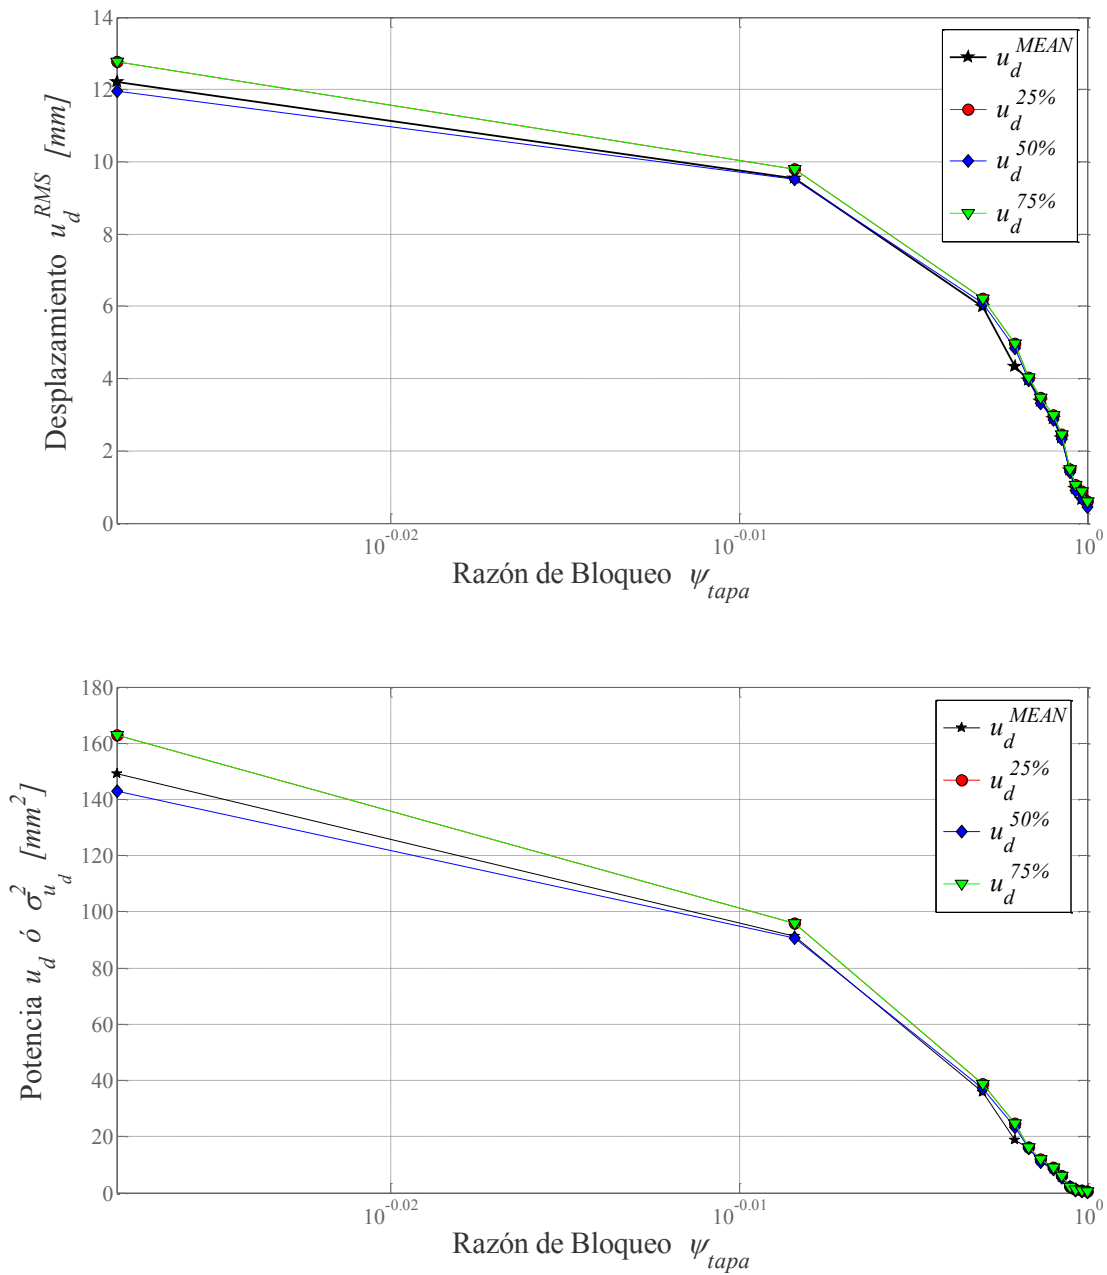 14
12
10
8
6
4
2
0
Desplazamiento u_d^RMS [mm]
u_d^MEAN
u_d^25%
u_d^50%
u_d^75%
10^-0.02
10^-0.01
10^0
Razón de Bloqueo ψ_tapa
180
160
140
120
100
80
60
40
20
0
Potencia u_d ó σ²_u_d [mm²]
u_d^MEAN
u_d^25%
u_d^50%
u_d^75%
10^-0.02
10^-0.01
10^0
Razón de Bloqueo ψ_tapa